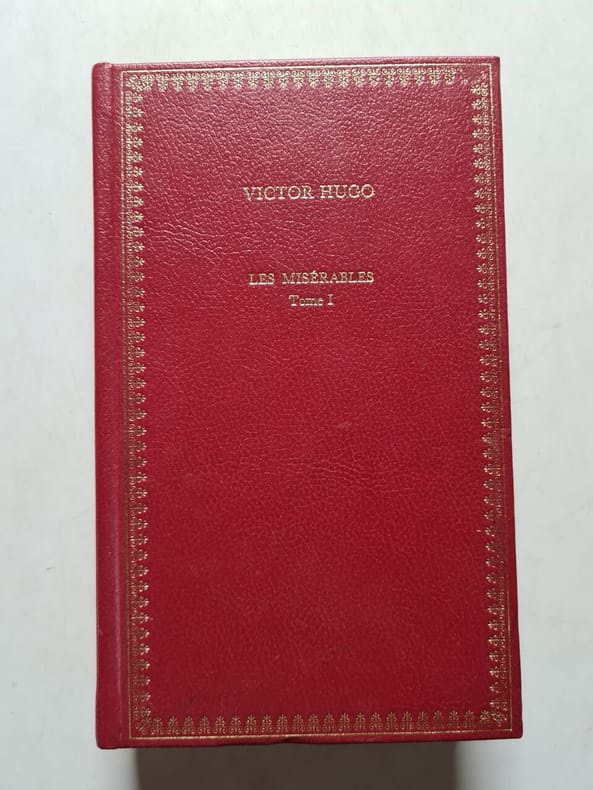 VICTOR HUGO
LES MISÉRABLES
Tome I